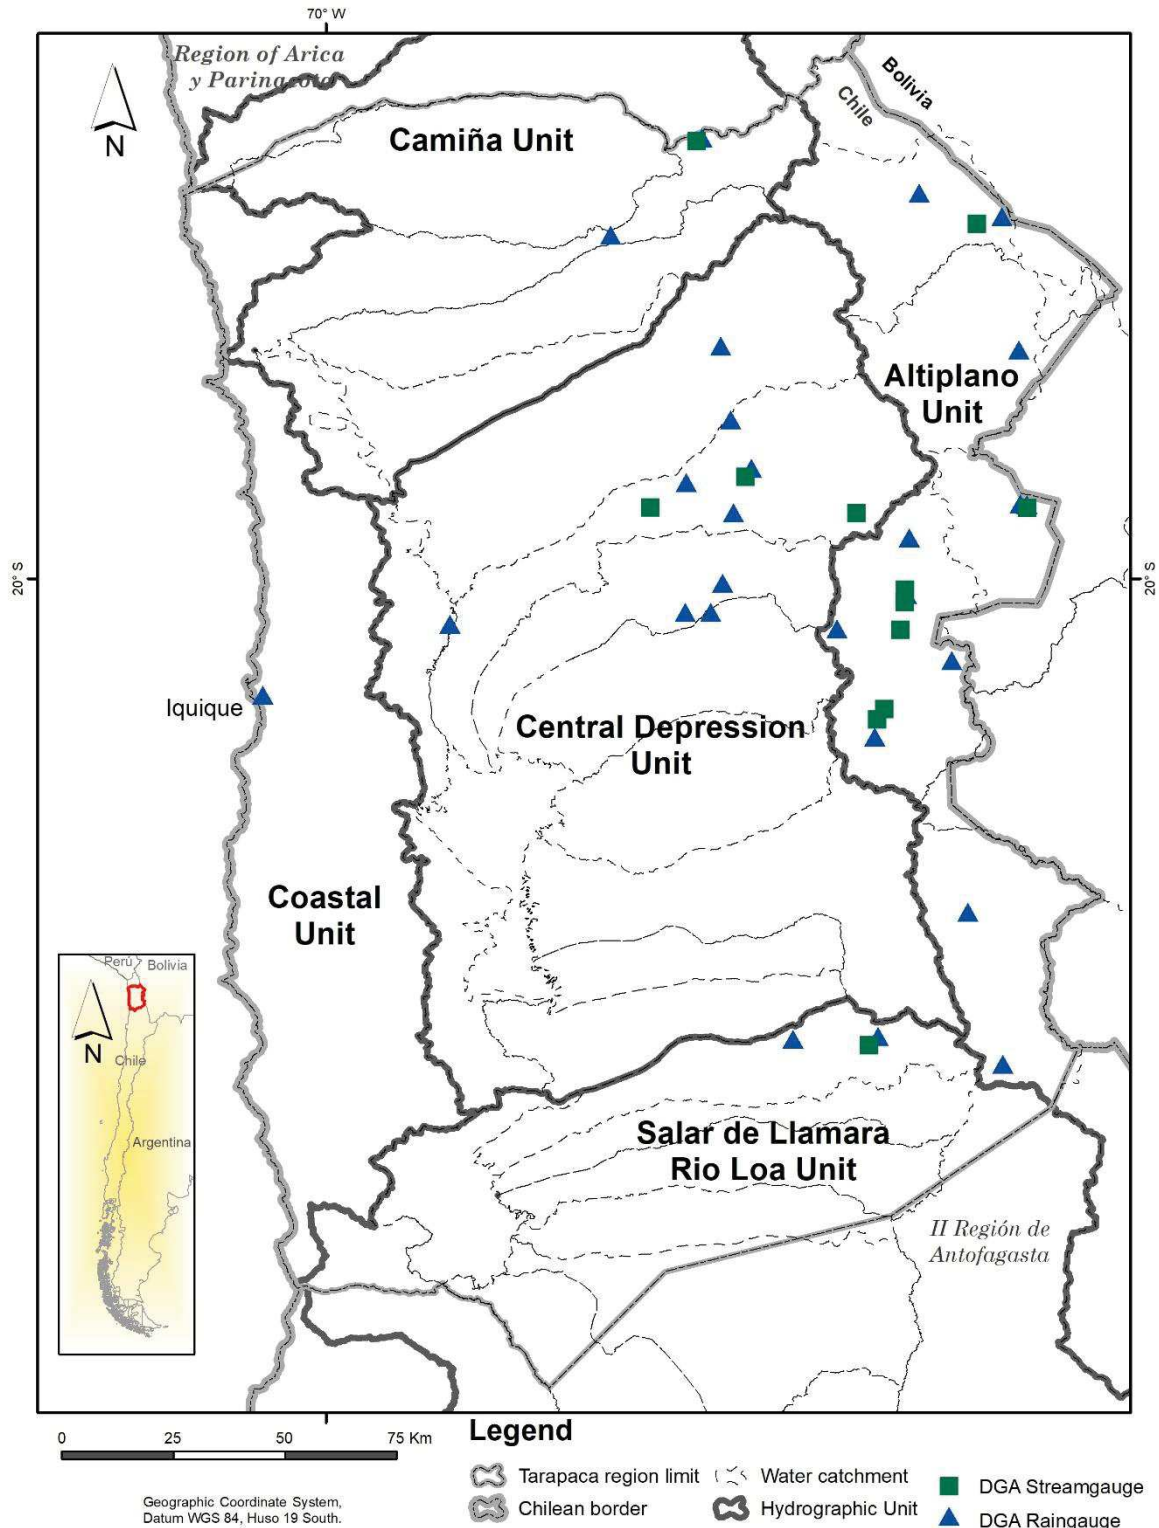 70° W
Region of Arica
y Parinacota
N
Camiña Unit
Bolivia
Chile
Altiplano
Unit
20° S
20° S
Iquique
Central Depression
Unit
Coastal
Unit
Perú
Bolivia
N
Chile
Argentina
Salar de Llamara
Rio Loa Unit
II Región de
Antofagasta
0 25 50 75 Km
Geographic Coordinate System,
Datum WGS 84, Huso 19 South.
Legend
Tarapaca region limit
Water catchment
DGA Streamgauge
Chilean border
Hydrographic Unit
DGA Raingauge